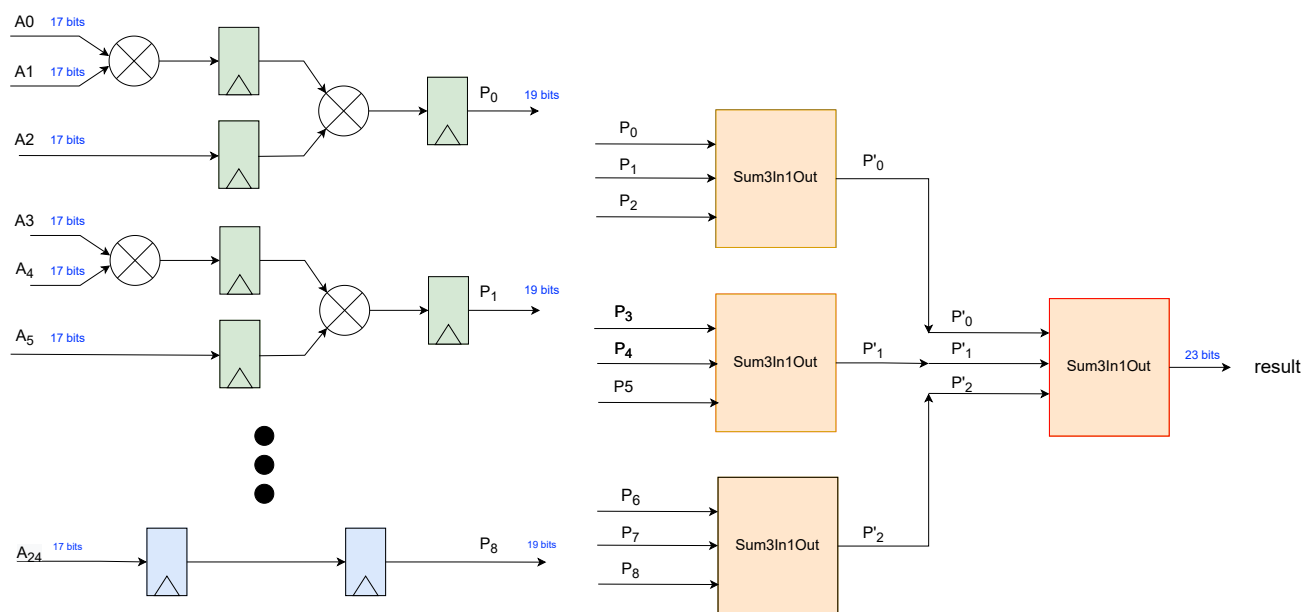 A0 17 bits
A1 17 bits
A2 17 bits
P0 19 bits
A3 17 bits
A4 17 bits
A5 17 bits
P1 19 bits
A24 17 bits
P8 19 bits
P0
P1
P2
Sum3In1Out
P'0
P3
P4
P5
Sum3In1Out
P'1
P6
P7
P8
Sum3In1Out
P'2
P'0
P'1
P'2
Sum3In1Out
23 bits
result